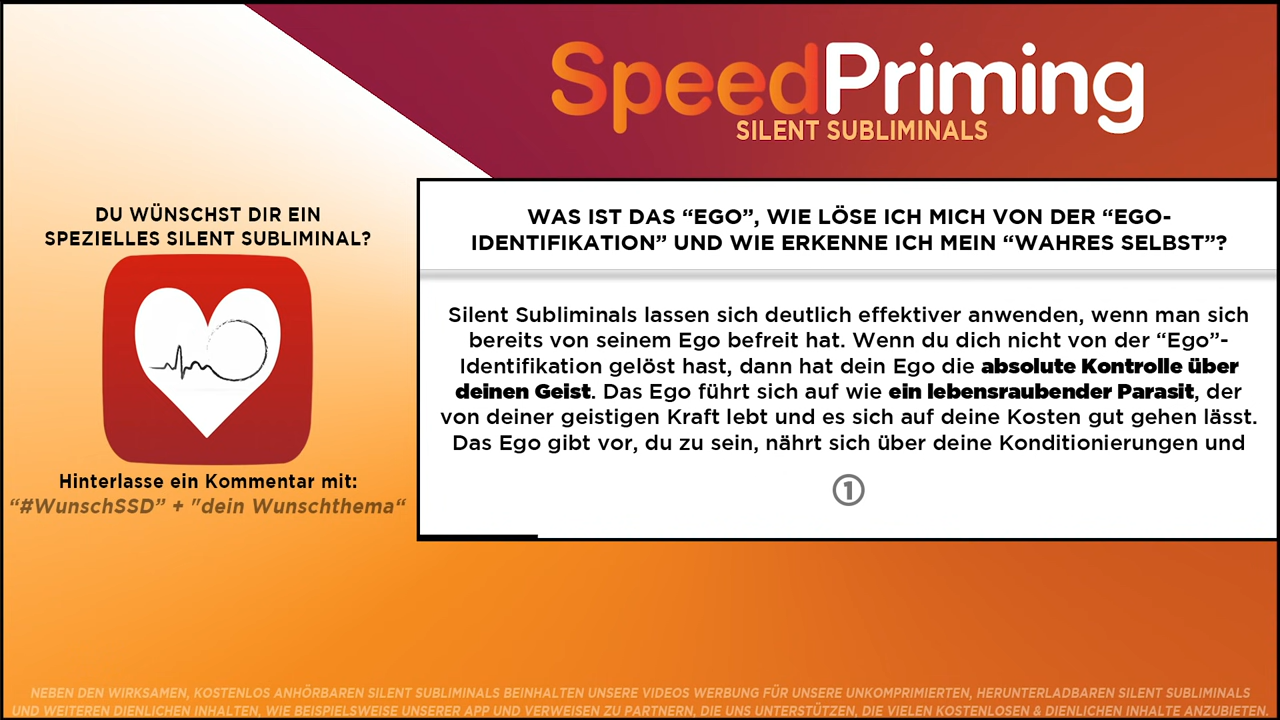 SpeedPriming
SILENT SUBLIMINALS
DU WÜNSCHST DIR EIN
SPEZIELLES SILENT SUBLIMINAL?
Hinterlasse ein Kommentar mit:
“#WunschSSD” + "dein Wunschthema“
WAS IST DAS “EGO”, WIE LÖSE ICH MICH VON DER “EGO-
IDENTIFIKATION” UND WIE ERKENNE ICH MEIN “WAHRES SELBST”?
Silent Subliminals lassen sich deutlich effektiver anwenden, wenn man sich
bereits von seinem Ego befreit hat. Wenn du dich nicht von der “Ego”-
Identifikation gelöst hast, dann hat dein Ego die absolute Kontrolle über
deinen Geist. Das Ego führt sich auf wie ein lebensraubender Parasit, der
von deiner geistigen Kraft lebt und es sich auf deine Kosten gut gehen lässt.
Das Ego gibt vor, du zu sein, nährt sich über deine Konditionierungen und
①
NEBEN DEN WIRKSAMEN, KOSTENLOS ANHÖRBAREN SILENT SUBLIMINALS BEINHALTEN UNSERE VIDEOS WERBUNG FÜR UNSERE UNKOMPRIMIERTEN, HERUNTERLADBAREN SILENT SUBLIMINALS
UND WEITEREN DIENLICHEN INHALTEN, WIE BEISPIELSWEISE UNSERER APP UND VERWEISEN ZU PARTNERN, DIE UNS UNTERSTÜTZEN, DIE VIELEN KOSTENLOSEN & DIENLICHEN INHALTE ANZUBIETEN.